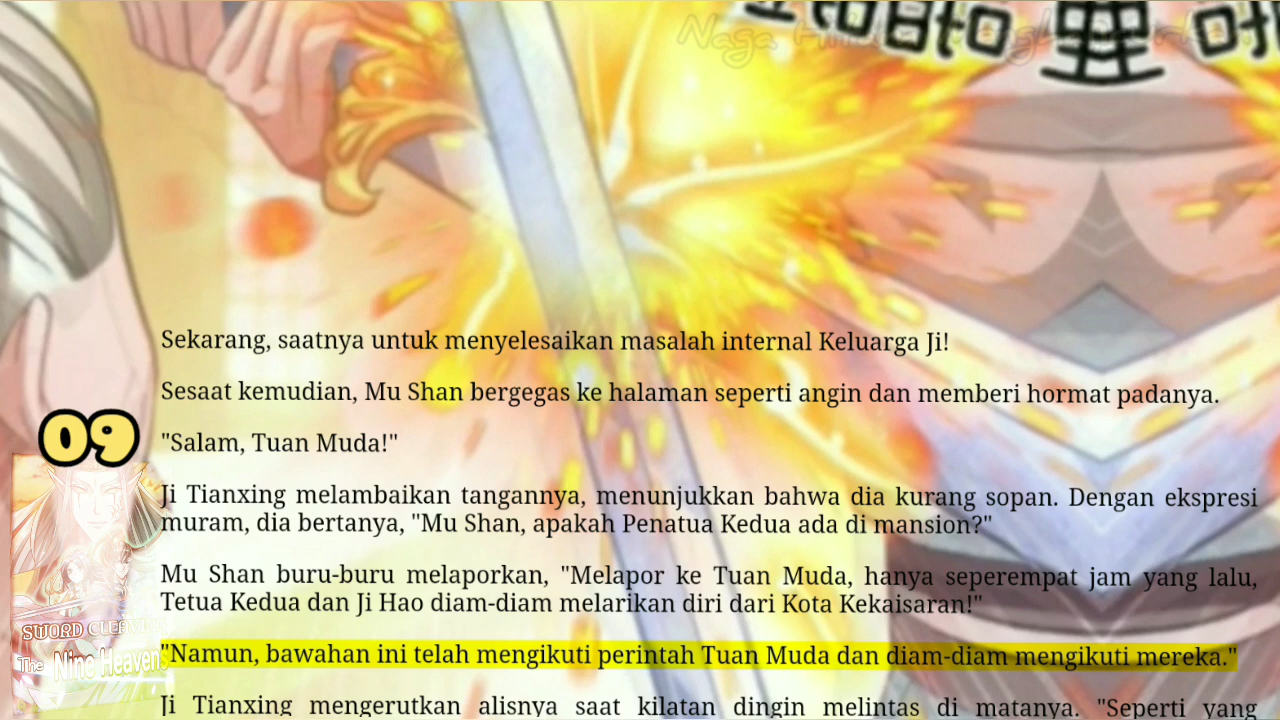 Sekarang, saatnya untuk menyelesaikan masalah internal Keluarga Ji!
Sesaat kemudian, Mu Shan bergegas ke halaman seperti angin dan memberi hormat padanya.
09
"Salam, Tuan Muda!"
Ji Tianxing melambaikan tangannya, menunjukkan bahwa dia kurang sopan. Dengan ekspresi
muram, dia bertanya, "Mu Shan, apakah Penatua Kedua ada di mansion?"
Mu Shan buru-buru melaporkan, "Melapor ke Tuan Muda, hanya seperempat jam yang lalu,
Tetua Kedua dan Ji Hao diam-diam melarikan diri dari Kota Kekaisaran!"
SWORD
The Nine Heavens
"Namun, bawahan ini telah mengikuti perintah Tuan Muda dan diam-diam mengikuti mereka."
Ji Tianxing mengerutkan alisnya saat kilatan dingin melintas di matanya. "Seperti yang